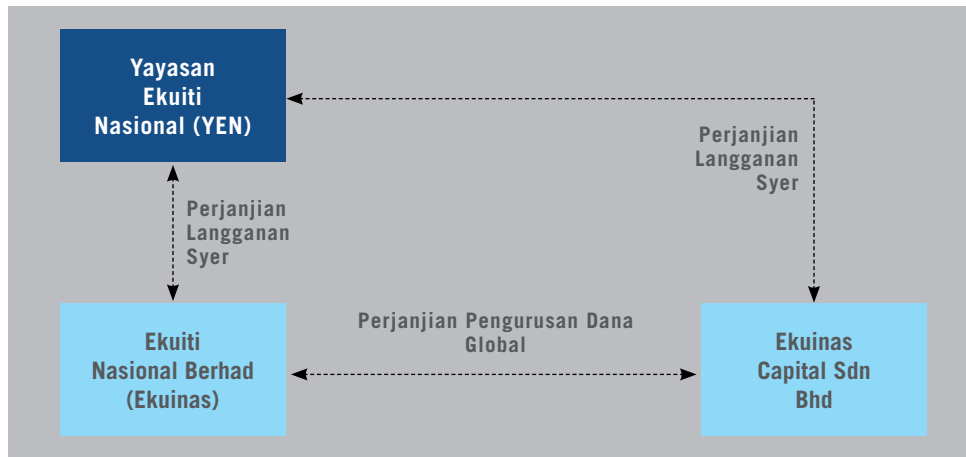 Yayasan
Ekuiti
Nasional (YEN)
Perjanjian
Langganan
Syer
Perjanjian
Langganan
Syer
Ekuiti
Nasional Berhad
(Ekuinas)
Perjanjian Pengurusan Dana
Global
Ekuinas
Capital Sdn
Bhd